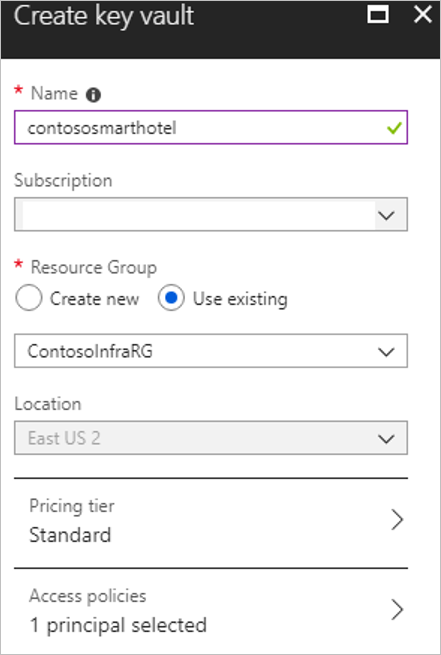 Create key vault
* Name
contososmarthotel
Subscription
* Resource Group
Create new Use existing
ContosoInfraRG
Location
East US 2
Pricing tier
Standard
Access policies
1 principal selected